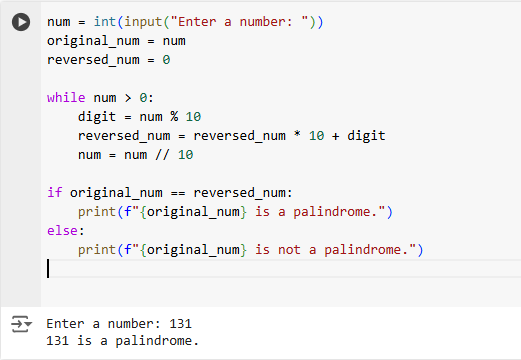 num = int(input("Enter a number: "))
original_num = num
reversed_num = 0

while num > 0:
    digit = num % 10
    reversed_num = reversed_num * 10 + digit
    num = num // 10

if original_num == reversed_num:
    print(f"{original_num} is a palindrome.")
else:
    print(f"{original_num} is not a palindrome.")

Enter a number: 131
131 is a palindrome.